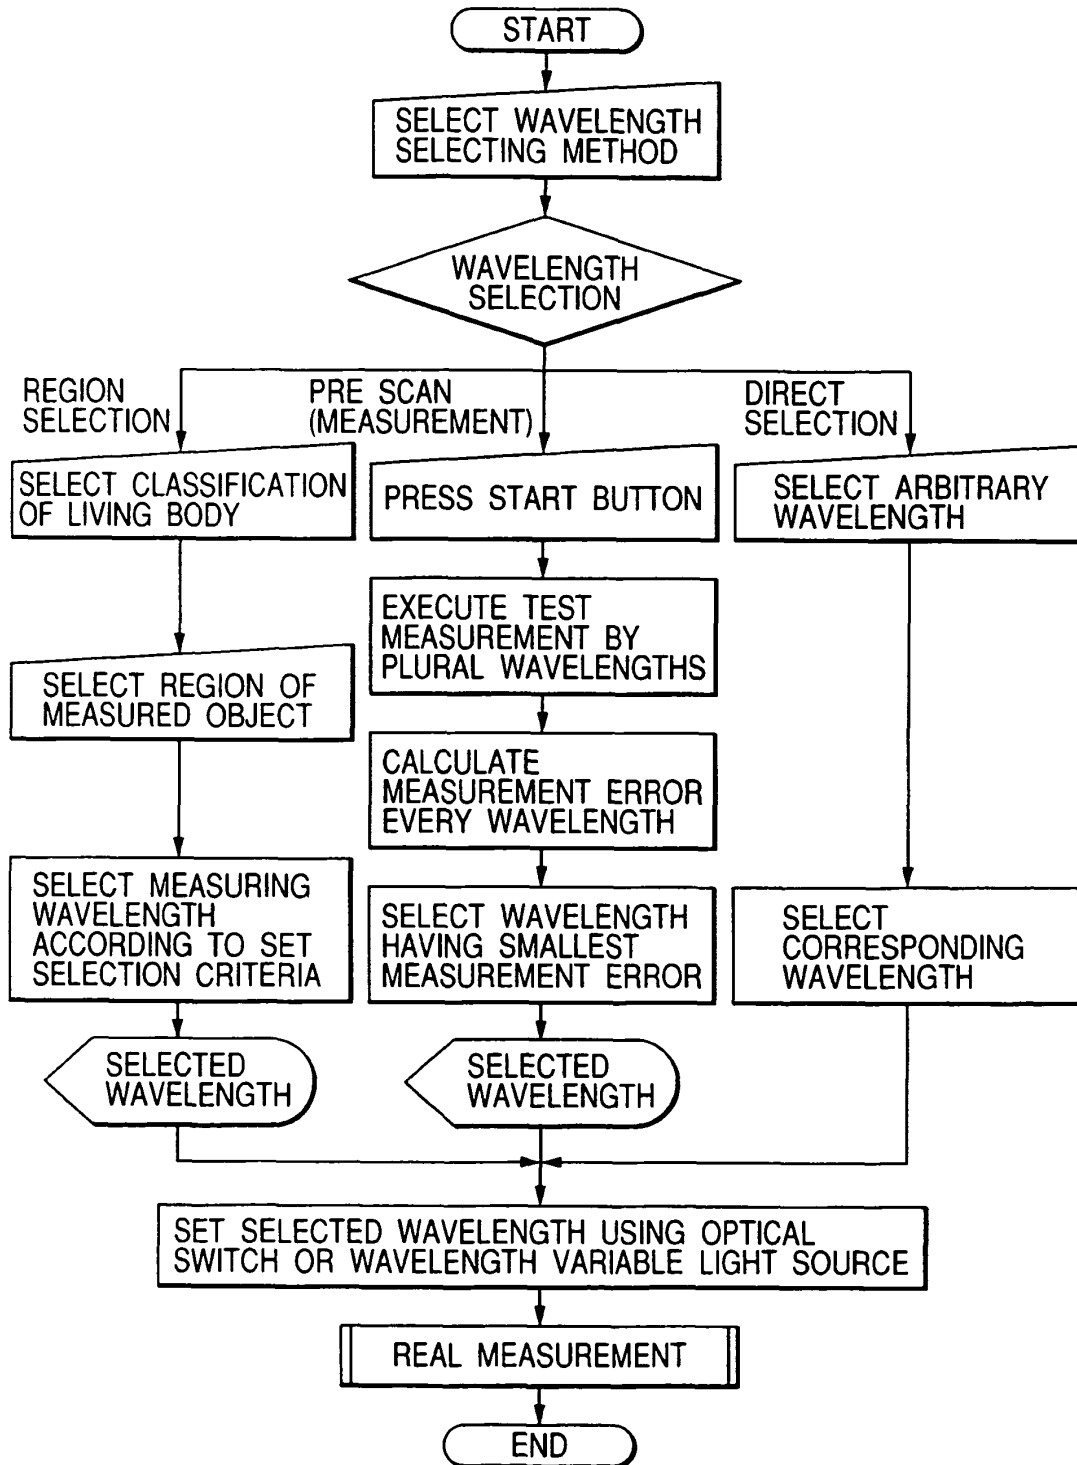 START
SELECT WAVELENGTH
SELECTING METHOD
WAVELENGTH
SELECTION
REGION
SELECTION
PRE SCAN
(MEASUREMENT)
DIRECT
SELECTION
SELECT CLASSIFICATION
OF LIVING BODY
PRESS START BUTTON
SELECT ARBITRARY
WAVELENGTH
EXECUTE TEST
MEASUREMENT BY
PLURAL WAVELENGTHS
SELECT REGION OF
MEASURED OBJECT
CALCULATE
MEASUREMENT ERROR
EVERY WAVELENGTH
SELECT MEASURING
WAVELENGTH
ACCORDING TO SET
SELECTION CRITERIA
SELECT WAVELENGTH
HAVING SMALLEST
MEASUREMENT ERROR
SELECT
CORRESPONDING
WAVELENGTH
SELECTED
WAVELENGTH
SELECTED
WAVELENGTH
SET SELECTED WAVELENGTH USING OPTICAL
SWITCH OR WAVELENGTH VARIABLE LIGHT SOURCE
REAL MEASUREMENT
END